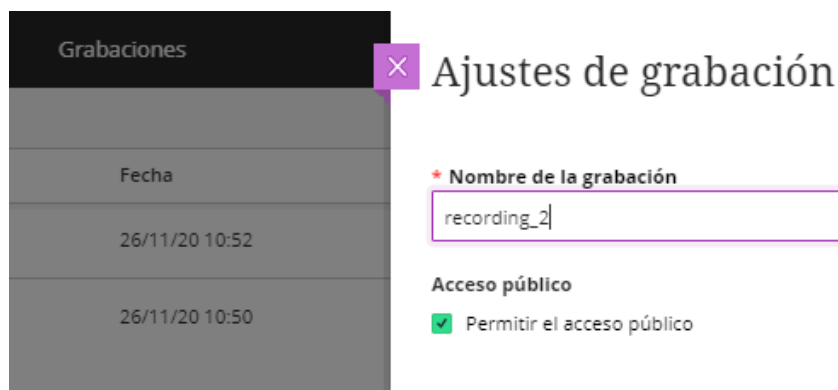 Grabaciones
Fecha
26/11/20 10:52
26/11/20 10:50
Ajustes de grabación
* Nombre de la grabación
recording_2
Acceso público
Permitir el acceso público